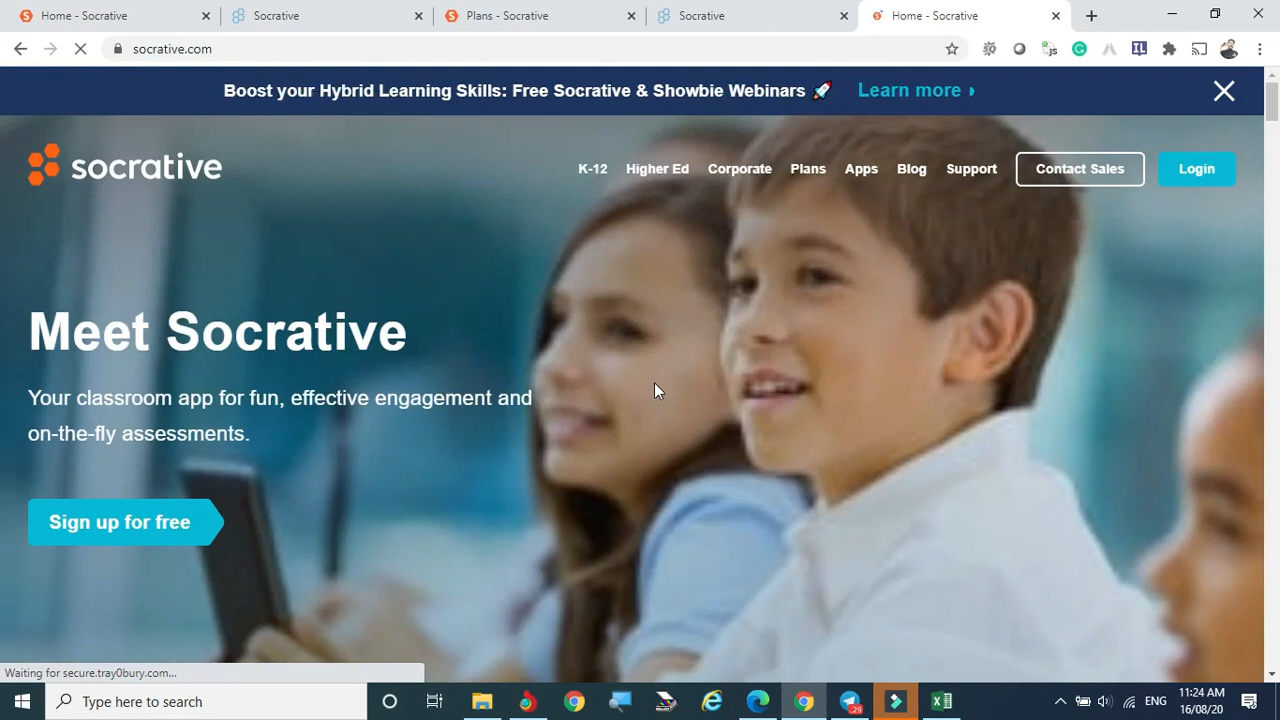 Home - Socrative
Socrative
Plans - Socrative
Socrative
Home - Socrative
socrative.com
Boost your Hybrid Learning Skills: Free Socrative & Showbie Webinars 🚀 Learn more
socrative
K-12 Higher Ed Corporate Plans Apps Blog Support Contact Sales Login
Meet Socrative
Your classroom app for fun, effective engagement and
on-the-fly assessments.
Sign up for free
Waiting for secure.tray0bury.com...
Type here to search
29
ENG
11:24 AM
16/08/20